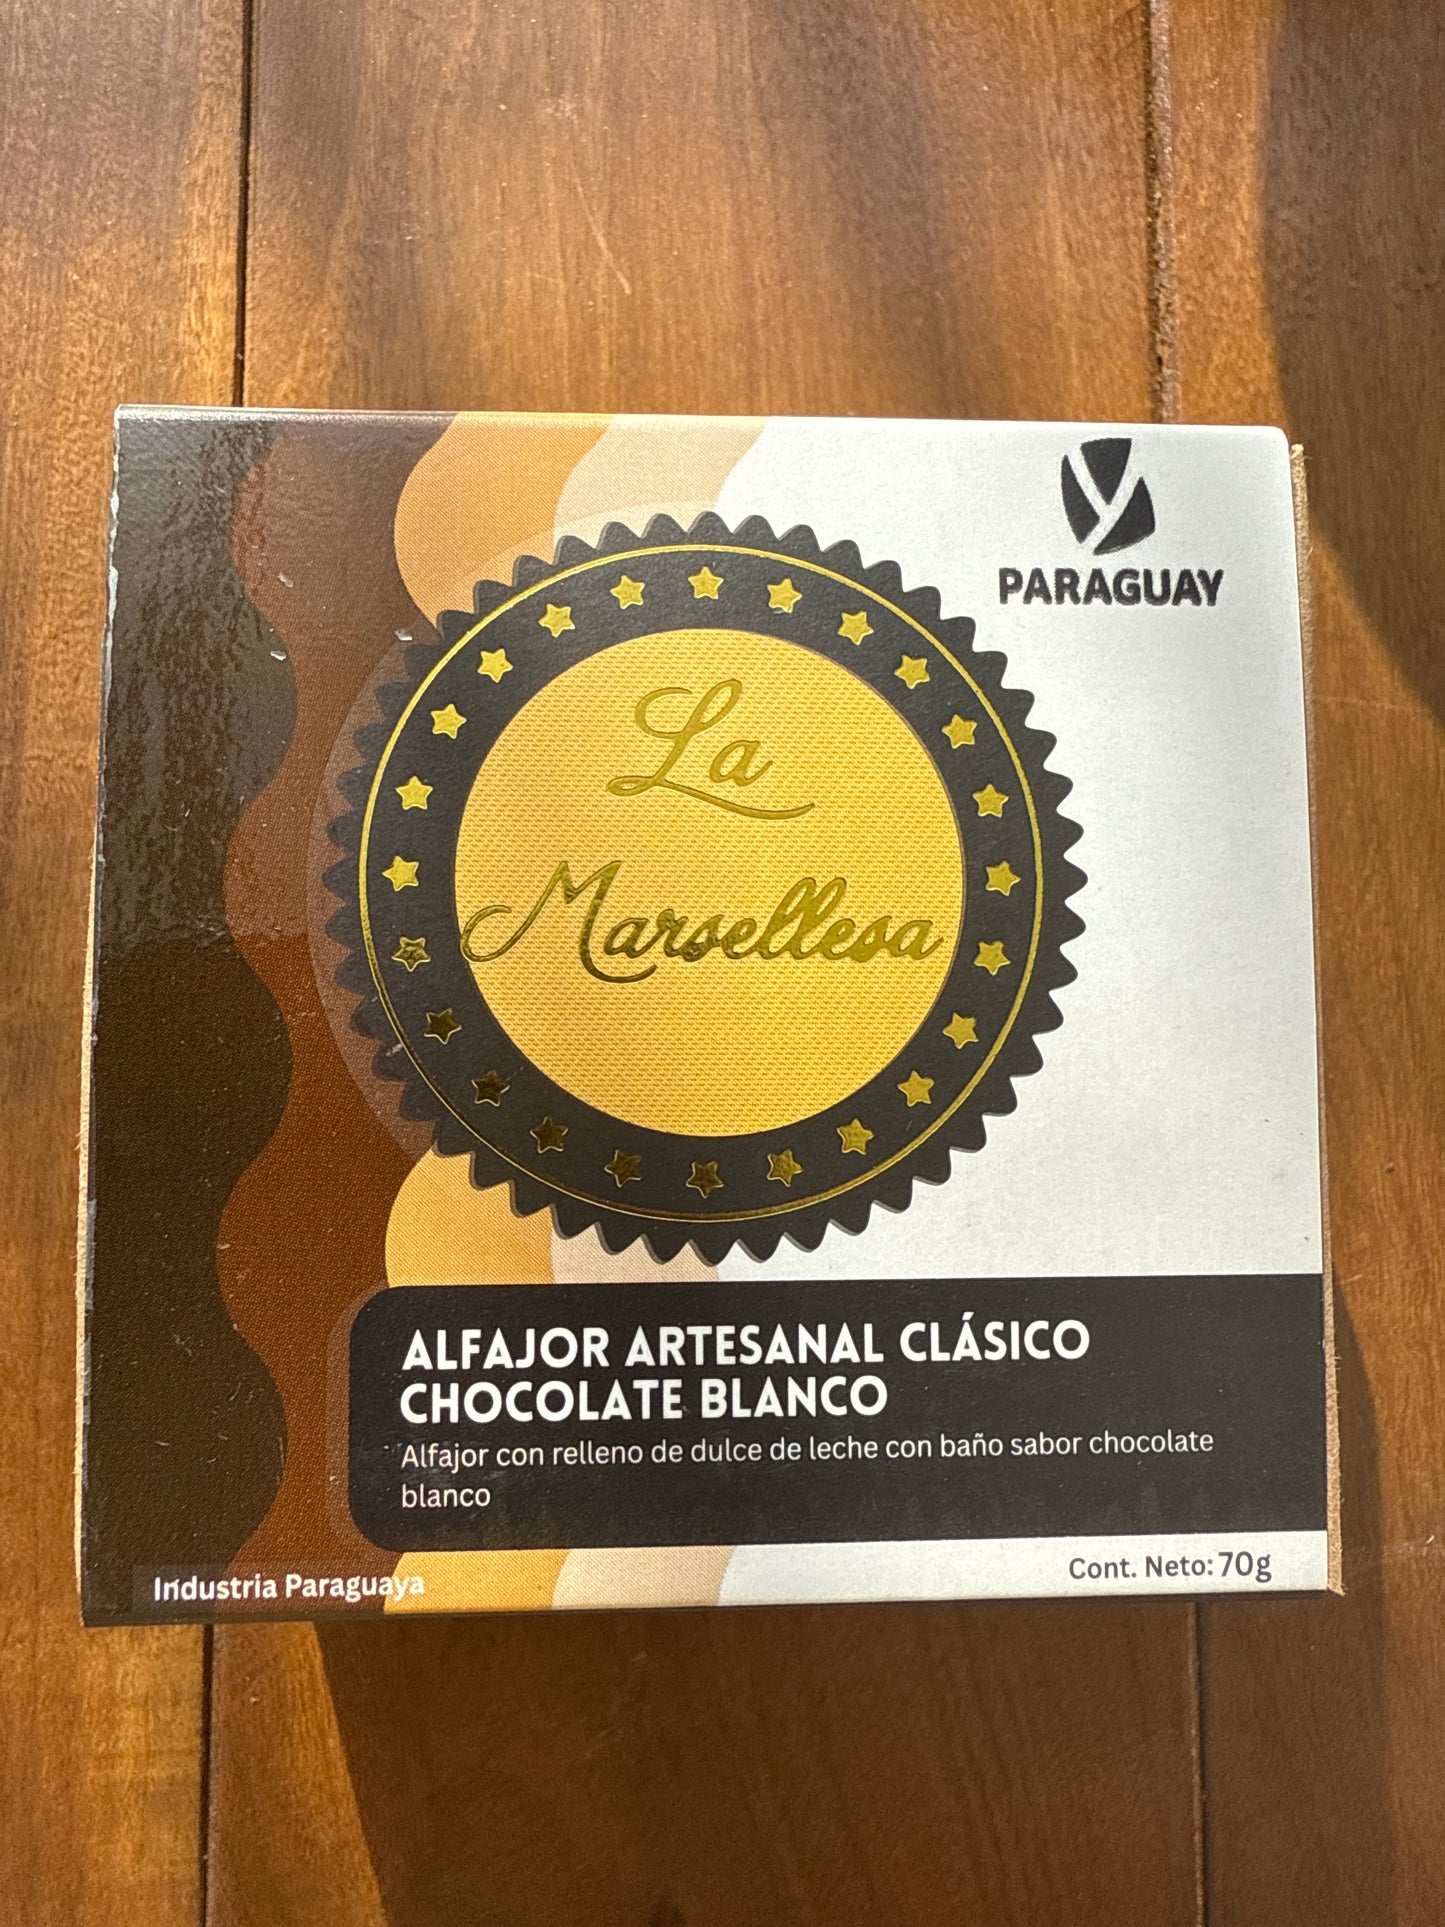 PARAGUAY
La
Marsellesa
ALFAJOR ARTESANAL CLÁSICO
CHOCOLATE BLANCO
Alfajor con relleno de dulce de leche con baño sabor chocolate
blanco
Industria Paraguaya
Cont. Neto: 70g